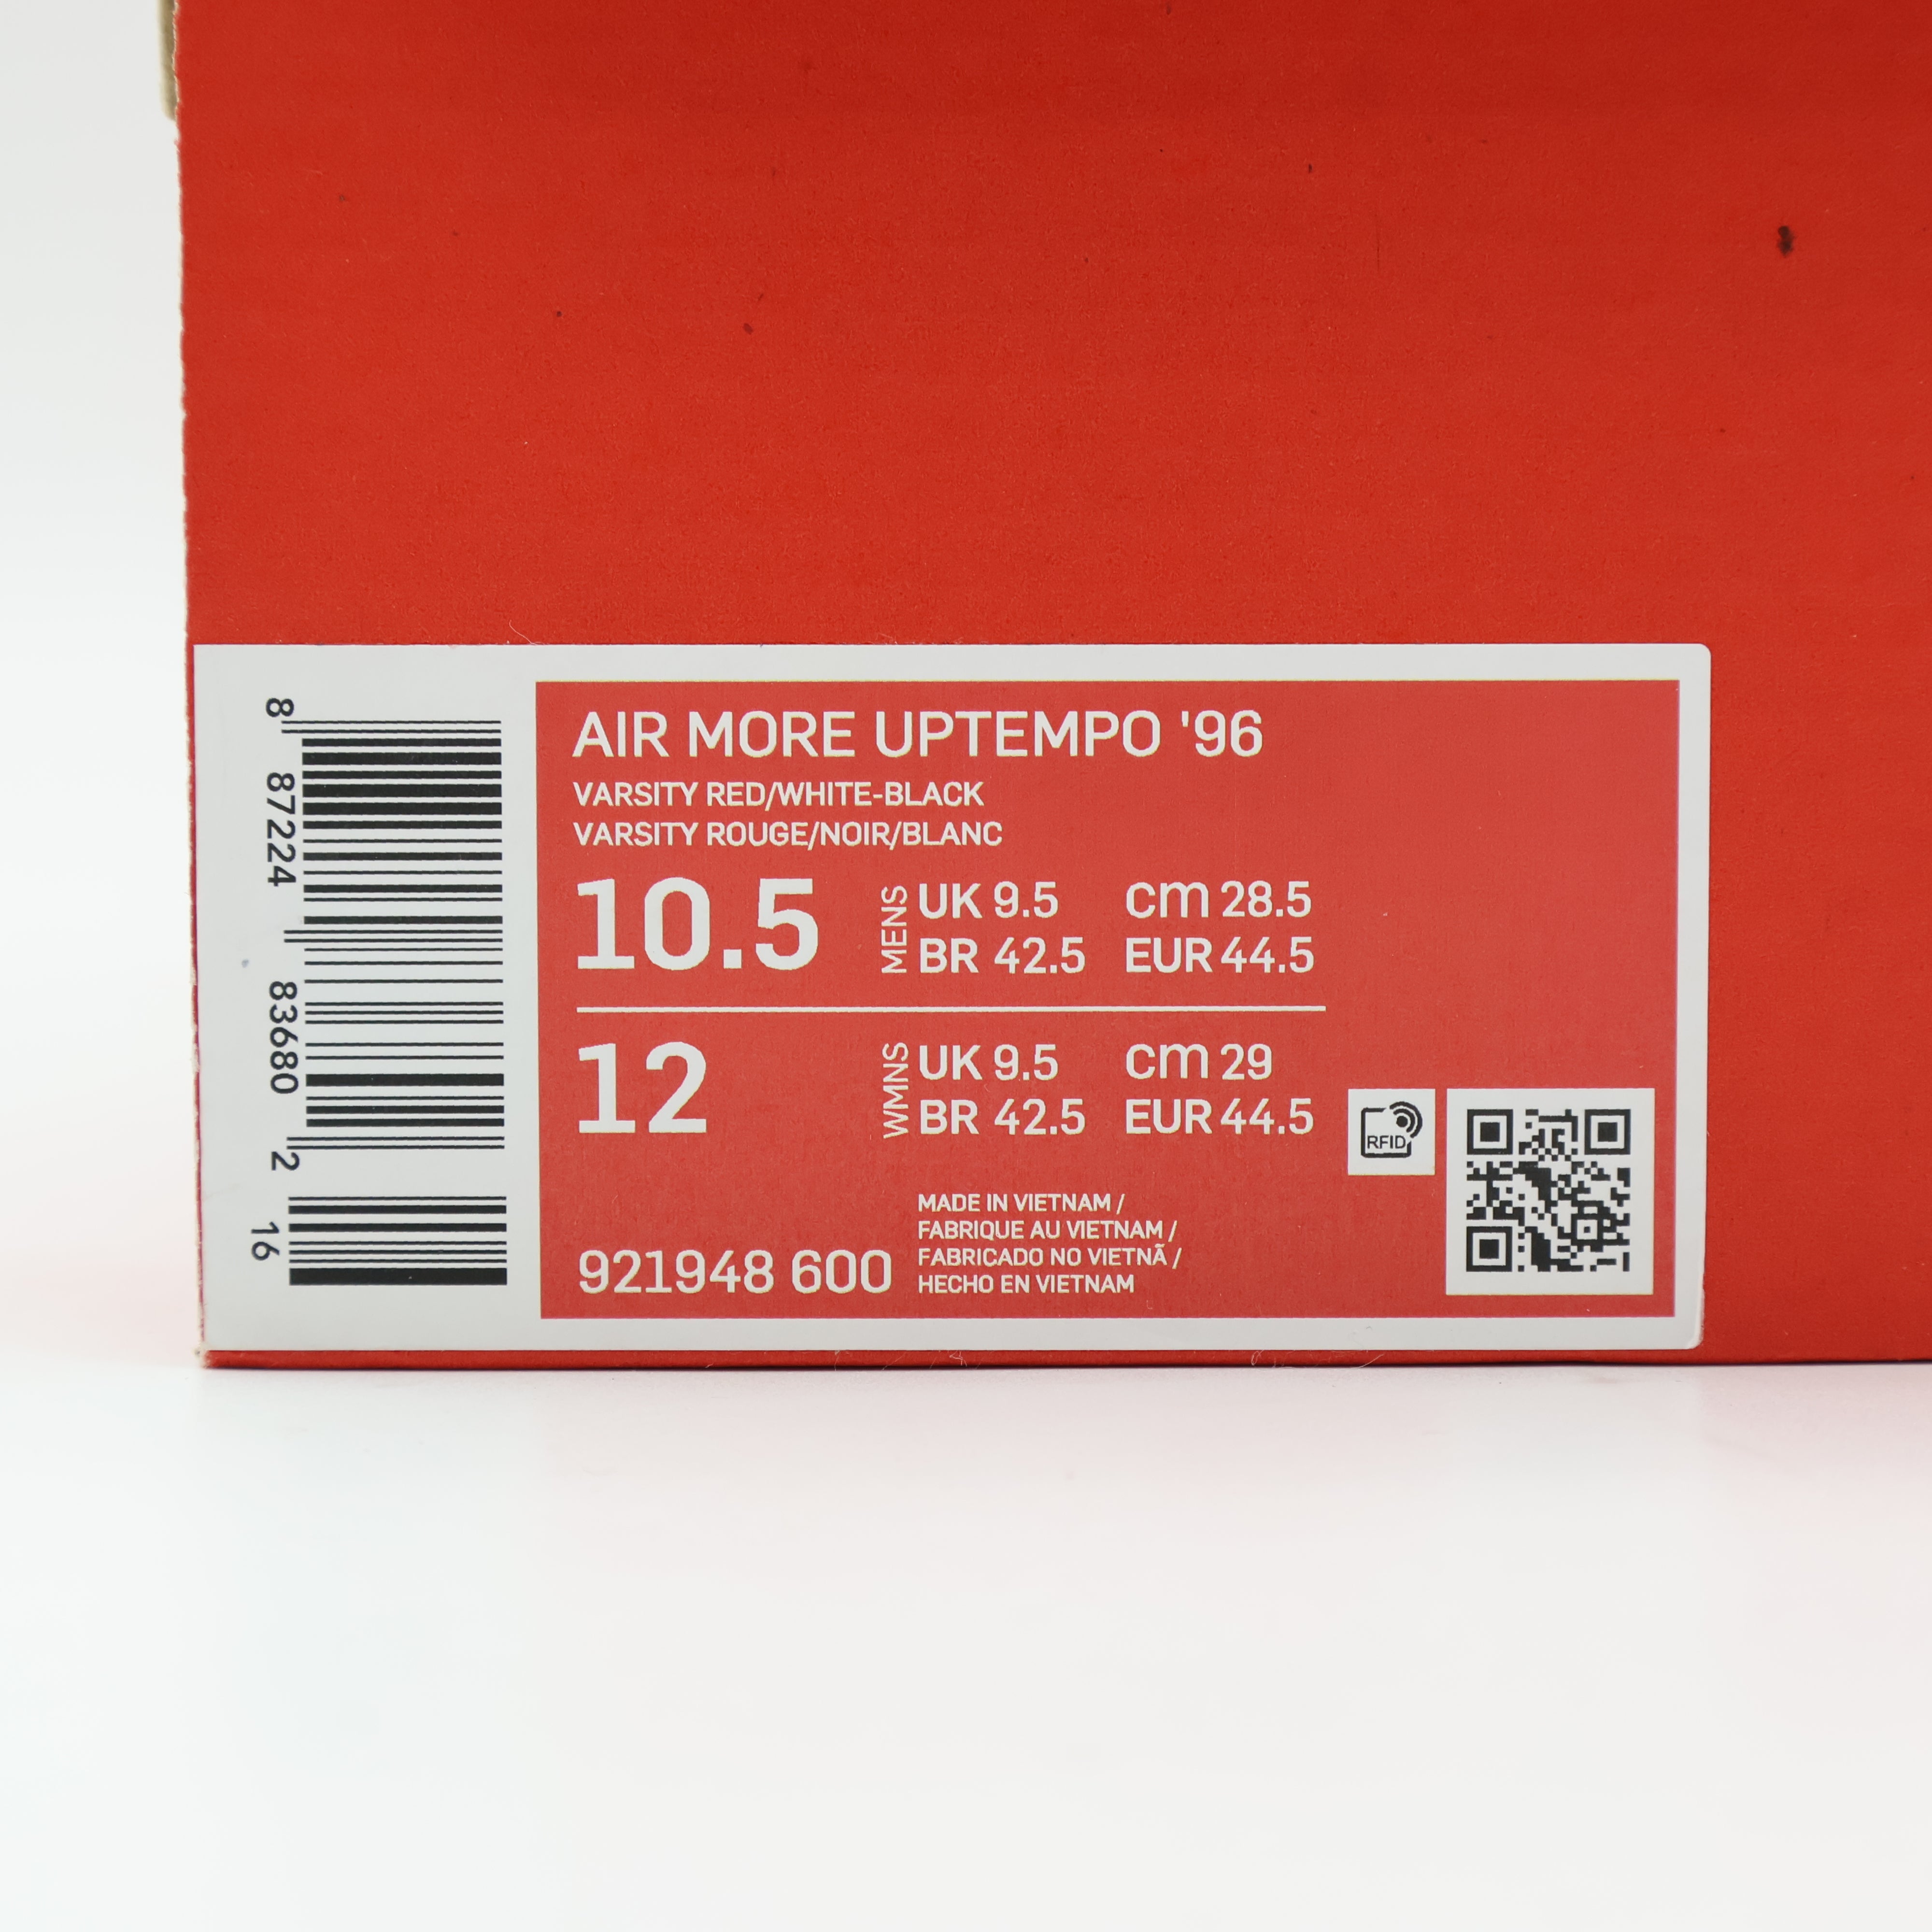 8 87224 83680 2
16
AIR MORE UPTEMPO '96
VARSITY RED/WHITE-BLACK
VARSITY ROUGE/NOIR/BLANC
10.5 MENS UK 9.5 cm 28.5
BR 42.5 EUR 44.5
12 WMNS UK 9.5 cm 29
BR 42.5 EUR 44.5
RFID
MADE IN VIETNAM /
FABRIQUE AU VIETNAM /
FABRICADO NO VIETNÃ /
HECHO EN VIETNAM
921948 600